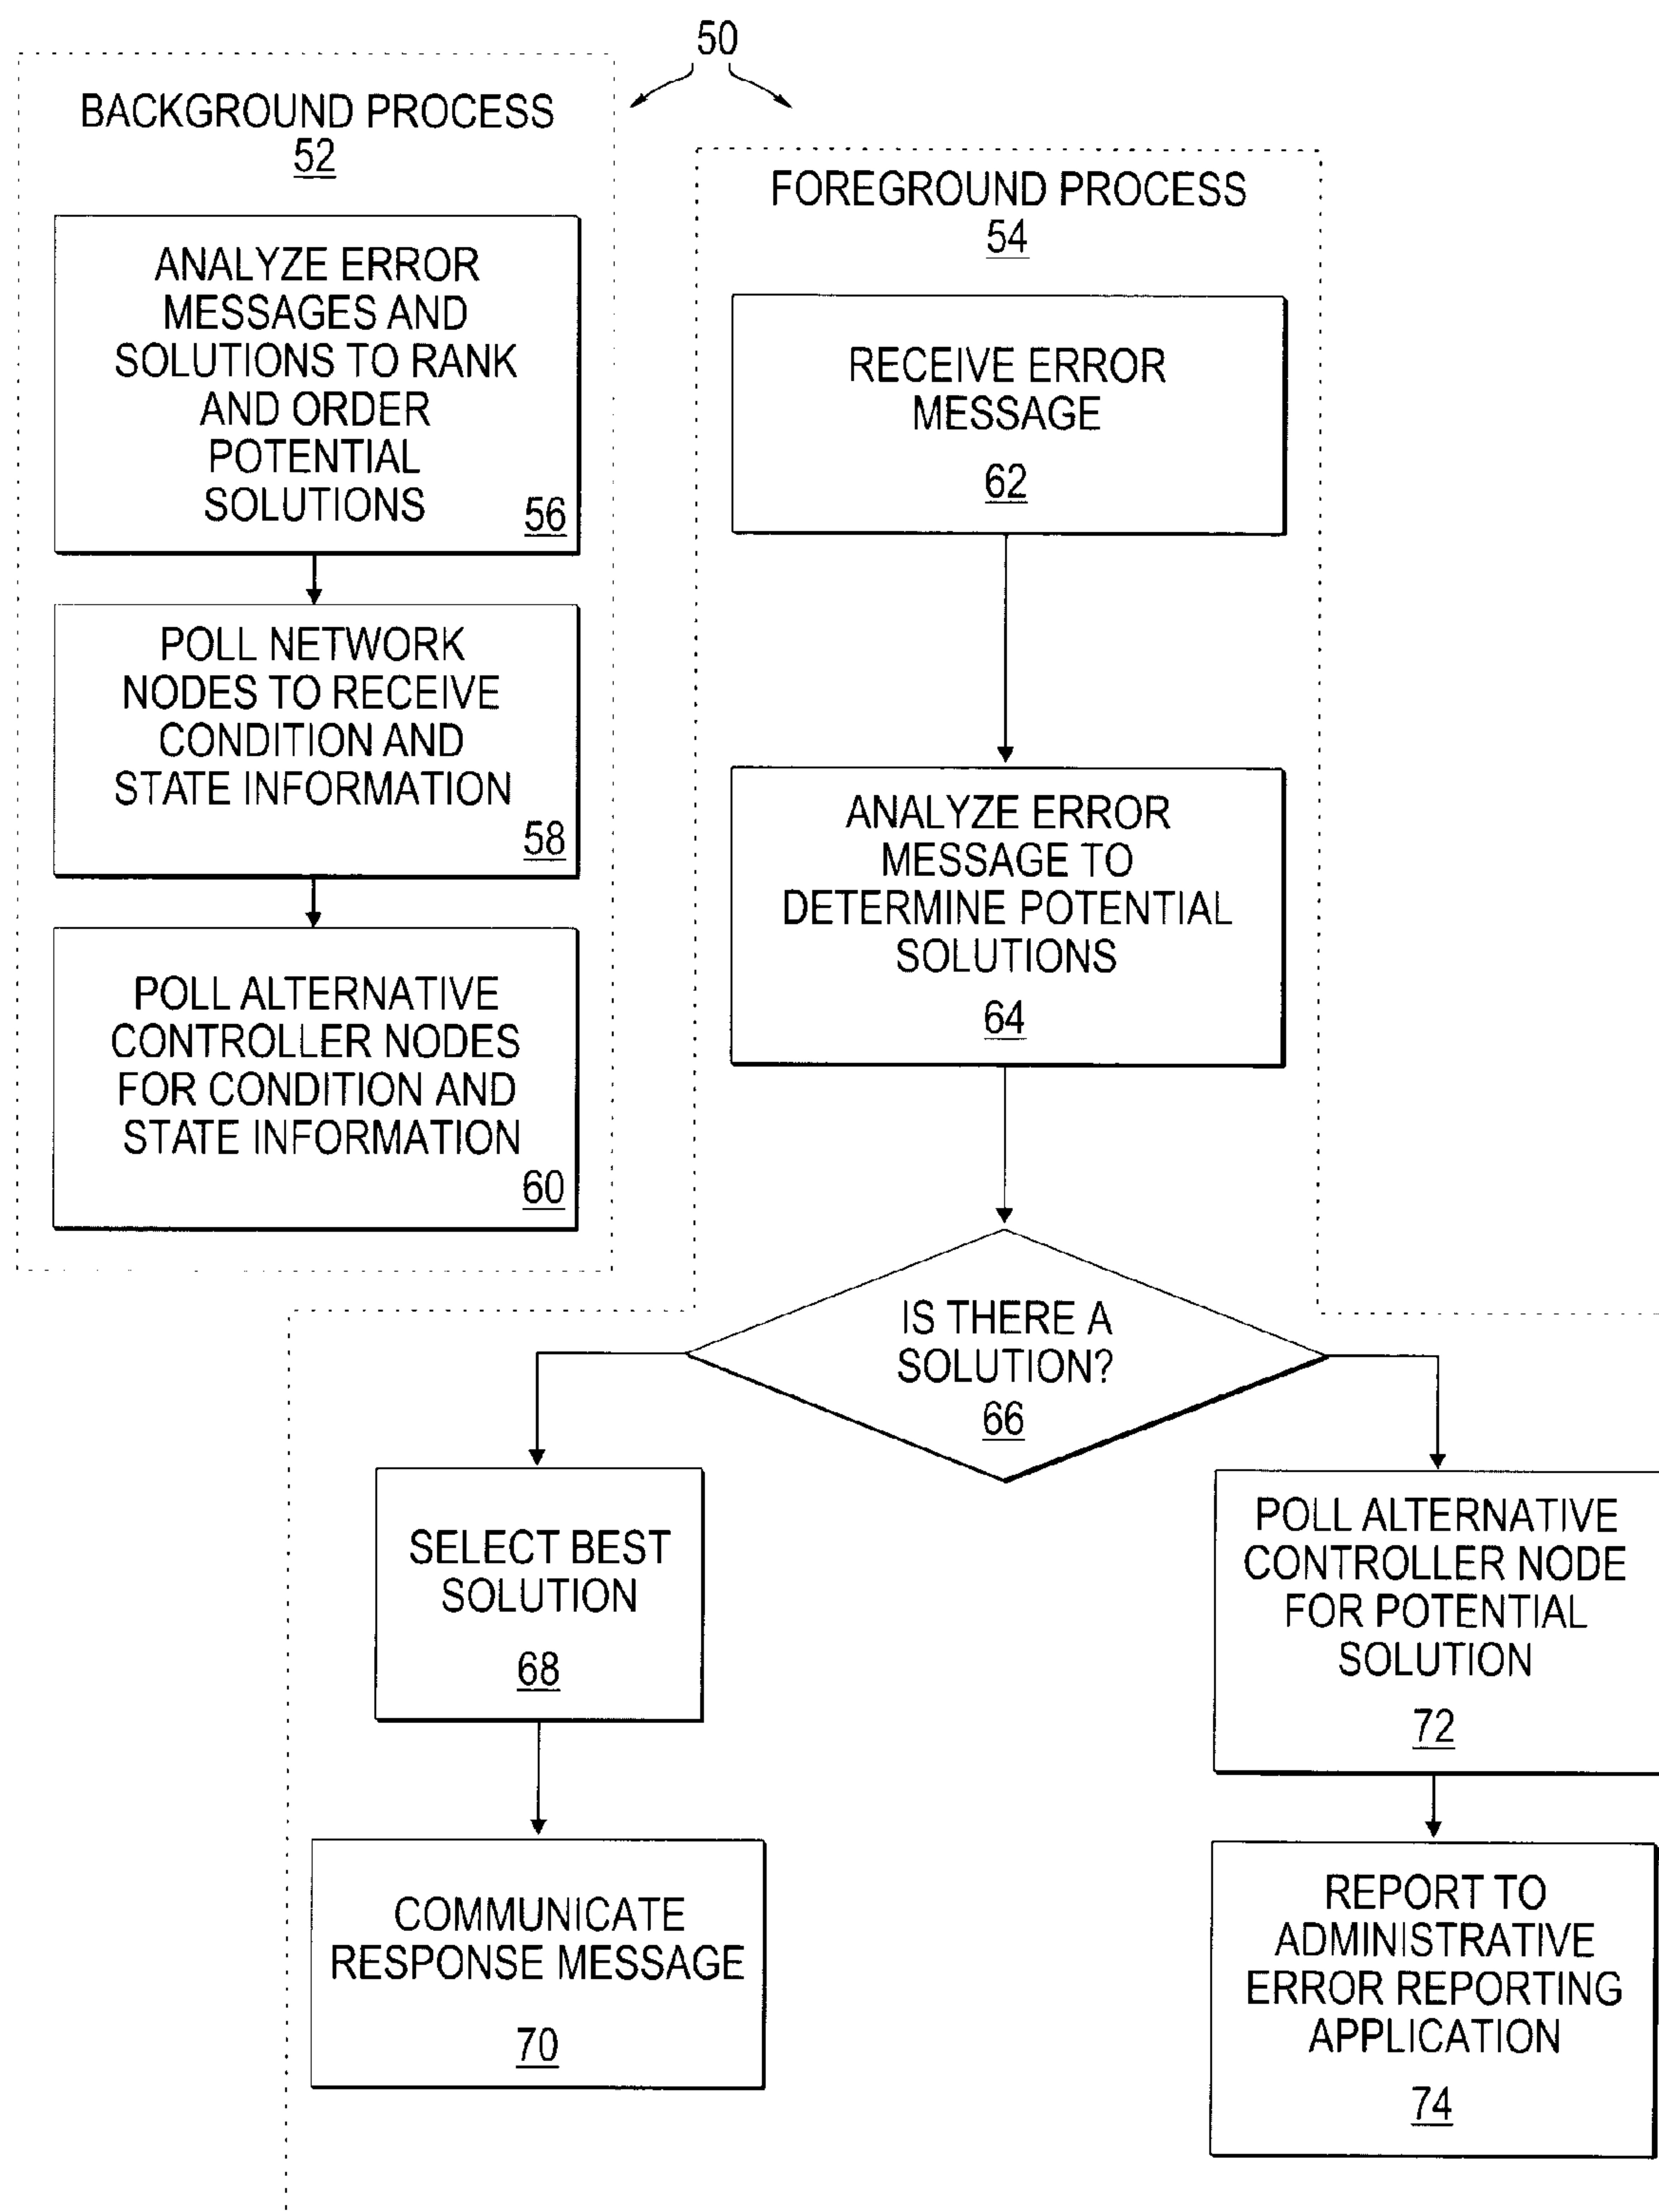 50
BACKGROUND PROCESS
52
ANALYZE ERROR
MESSAGES AND
SOLUTIONS TO RANK
AND ORDER
POTENTIAL
SOLUTIONS
56
POLL NETWORK
NODES TO RECEIVE
CONDITION AND
STATE INFORMATION
58
POLL ALTERNATIVE
CONTROLLER NODES
FOR CONDITION AND
STATE INFORMATION
60
FOREGROUND PROCESS
54
RECEIVE ERROR
MESSAGE
62
ANALYZE ERROR
MESSAGE TO
DETERMINE POTENTIAL
SOLUTIONS
64
IS THERE A
SOLUTION?
66
SELECT BEST
SOLUTION
68
COMMUNICATE
RESPONSE MESSAGE
70
POLL ALTERNATIVE
CONTROLLER NODE
FOR POTENTIAL
SOLUTION
72
REPORT TO
ADMINISTRATIVE
ERROR REPORTING
APPLICATION
74